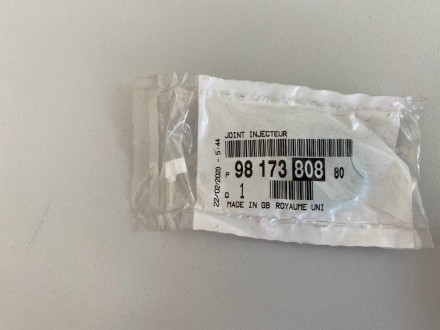 JOINT INJECTEUR
P 98 173 808 80
Q 1
MADE IN GB ROYAUME UNI
22/02/2020 - 5:44